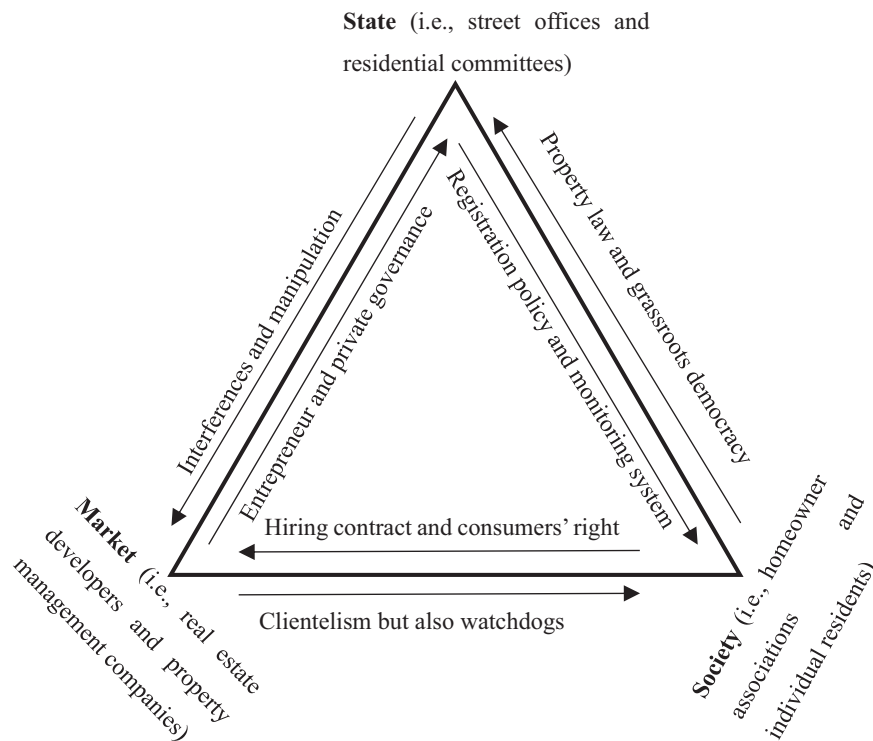 State (i.e., street offices and
residential committees)
Interferences and manipulation
Entrepreneur and private governance
Registration policy and monitoring system
Property law and grassroots democracy
Hiring contract and consumers’ right
Clientelism but also watchdogs
Market (i.e., real estate
developers and property
management companies)
Society (i.e., homeowner
associations and
individual residents)